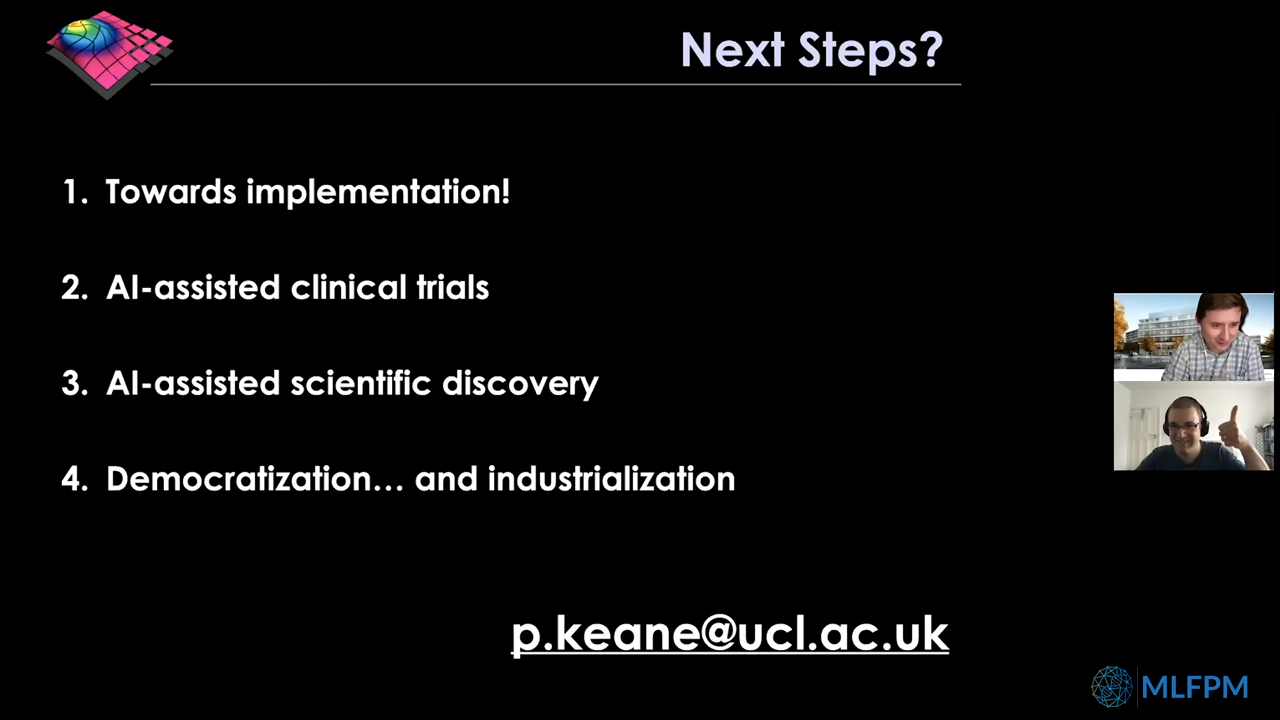 Next Steps?
1. Towards implementation!
2. AI-assisted clinical trials
3. AI-assisted scientific discovery
4. Democratization… and industrialization
p.keane@ucl.ac.uk
MLFPM